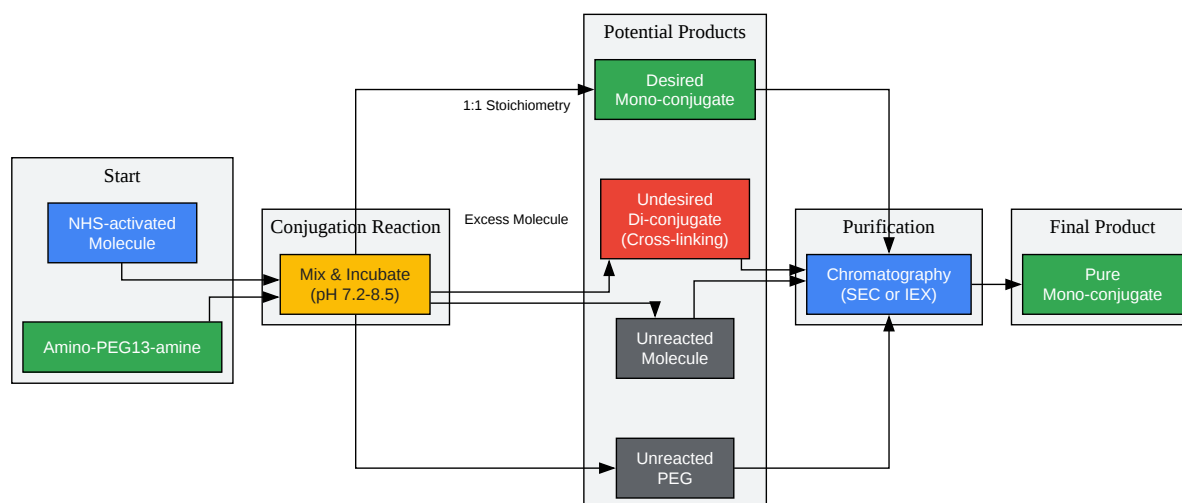 Start
NHS-activated
Molecule
Amino-PEG13-amine
Conjugation Reaction
Mix & Incubate
(pH 7.2-8.5)
1:1 Stoichiometry
Excess Molecule
Potential Products
Desired
Mono-conjugate
Undesired
Di-conjugate
(Cross-linking)
Unreacted
Molecule
Unreacted
PEG
Purification
Chromatography
(SEC or IEX)
Final Product
Pure
Mono-conjugate